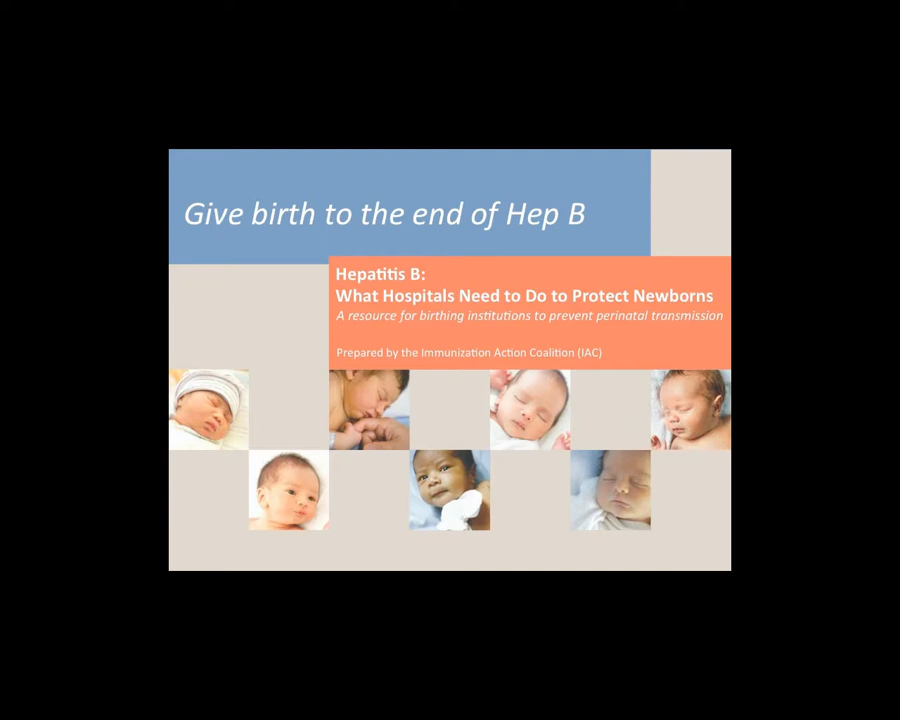 Give birth to the end of Hep B
Hepatitis B:
What Hospitals Need to Do to Protect Newborns
A resource for birthing institutions to prevent perinatal transmission
Prepared by the Immunization Action Coalition (IAC)